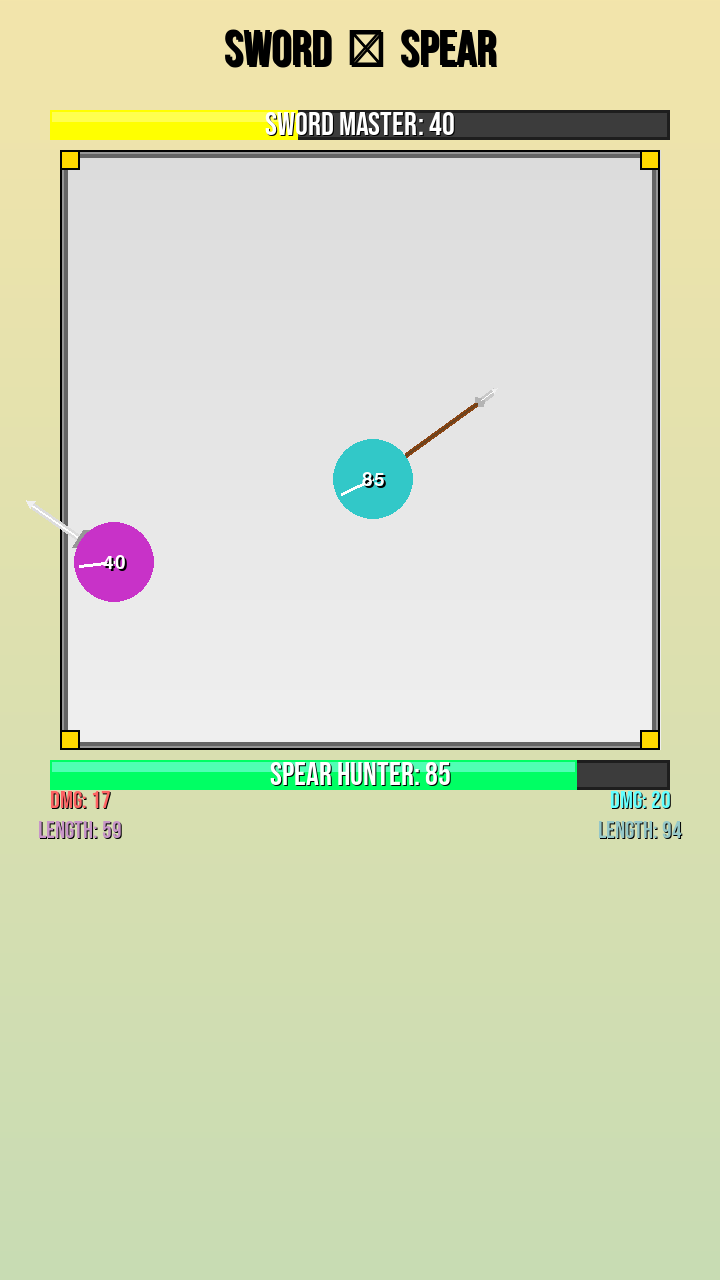 SWORD ☒ SPEAR
SWORD MASTER: 40
85
40
SPEAR HUNTER: 85
DMG: 17
DMG: 20
LENGTH: 59
LENGTH: 94